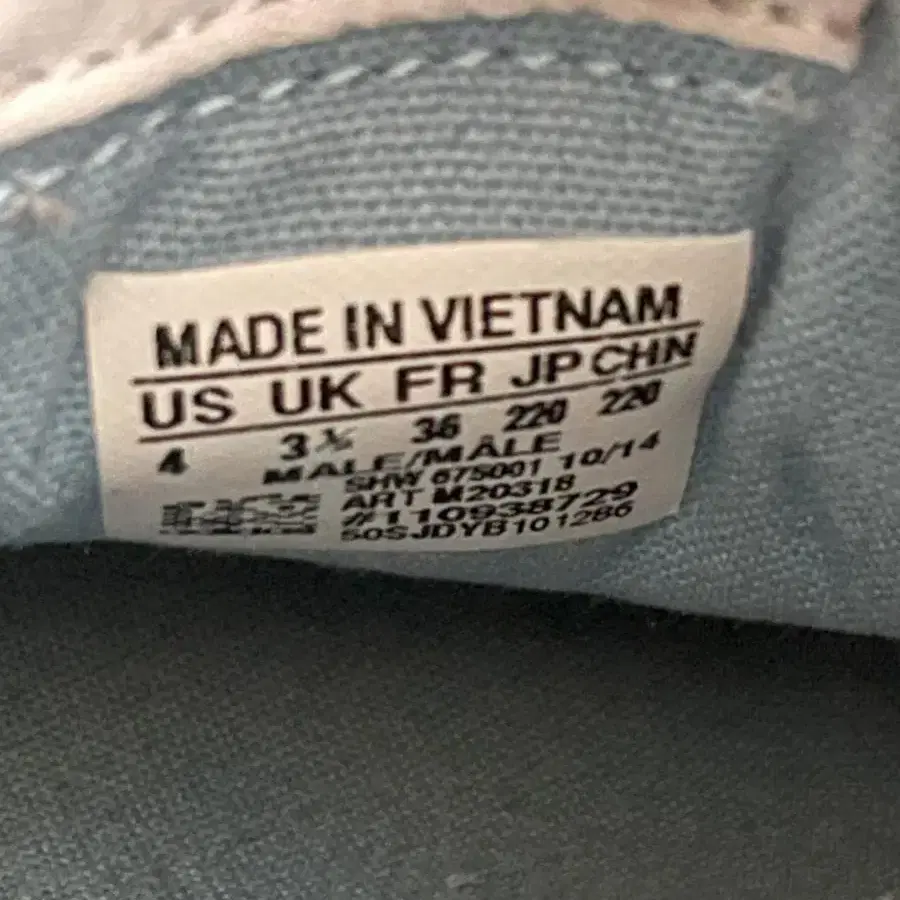 MADE IN VIETNAM
US UK FR JP CHN
4 3½ 36 220 220
MALE/MÂLE
SHW 675001 10/14
ART M20318
#110938729
50SJDYB101286